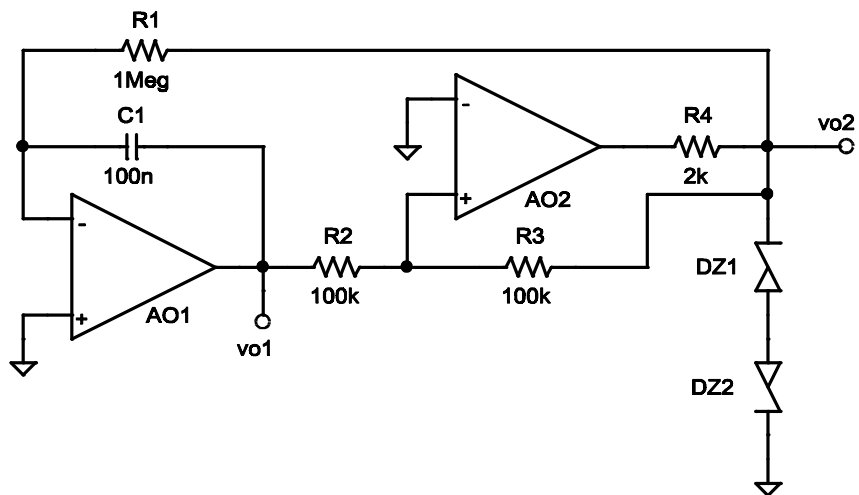 R1
1Meg
C1
100n
-
+
AO1
vo1
R2
100k
-
+
AO2
R3
100k
R4
2k
vo2
DZ1
DZ2